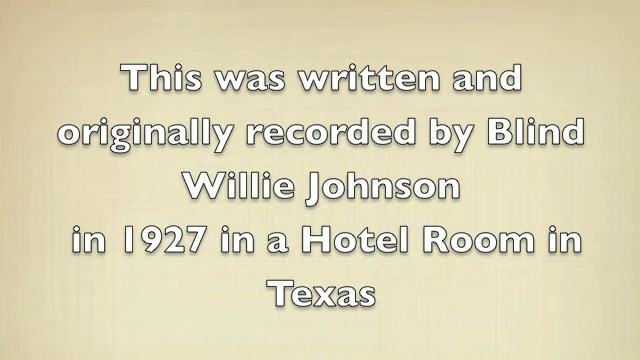 This was written and
originally recorded by Blind
Willie Johnson
in 1927 in a Hotel Room in
Texas